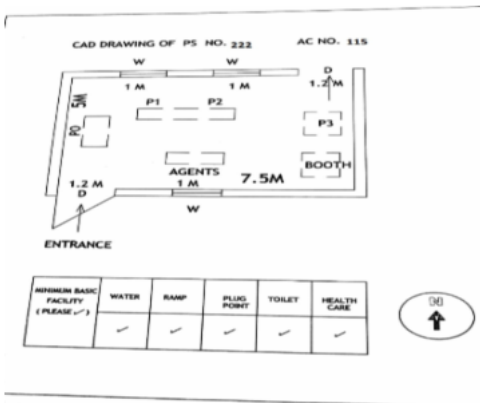 CAD DRAWING OF PS NO. 222 AC NO. 115
W W D
1 M 1 M 1.2 M
5M
P1 P2
P3
PO
AGENTS
BOOTH
1.2 M 1 M 7.5M
D
W
ENTRANCE
MINIMUM BASIC FACILITY (PLEASE ✓) WATER RAMP PLUG POINT TOILET HEALTH CARE
✓ ✓ ✓ ✓ ✓
N